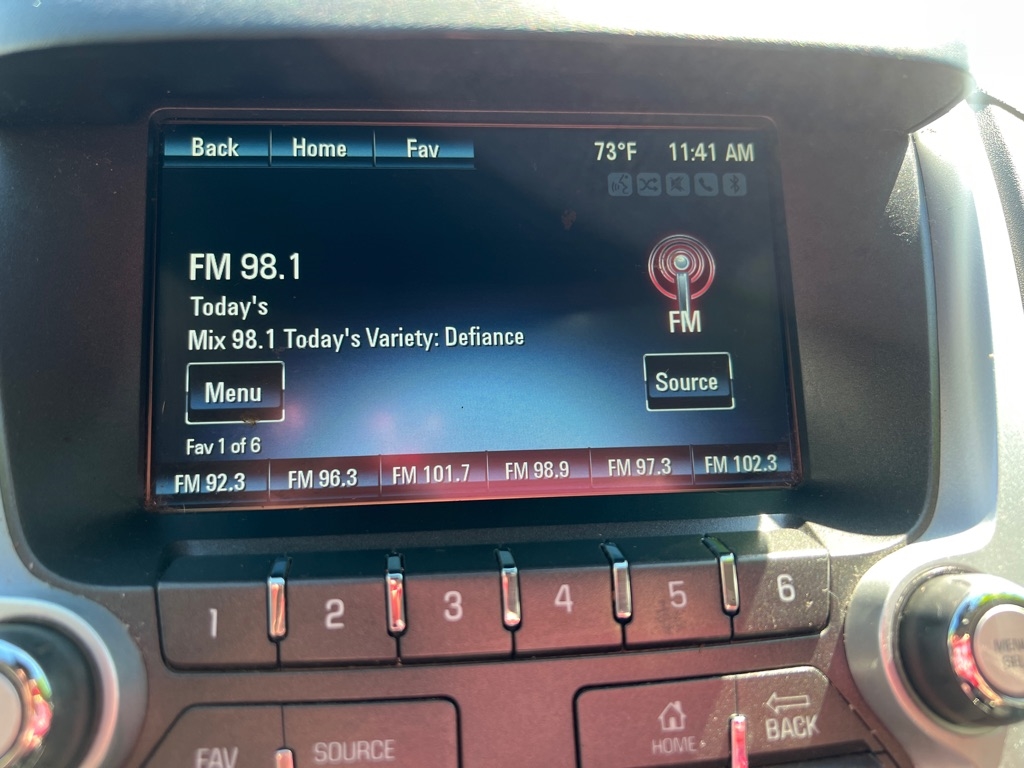 Back Home Fav 73°F 11:41 AM
FM 98.1
Today's
Mix 98.1 Today's Variety: Defiance
FM
Menu
Source
Fav 1 of 6
FM 92.3 FM 96.3 FM 101.7 FM 98.9 FM 97.3 FM 102.3
1 2 3 4 5 6
FAV SOURCE HOME BACK
MENU
SEL